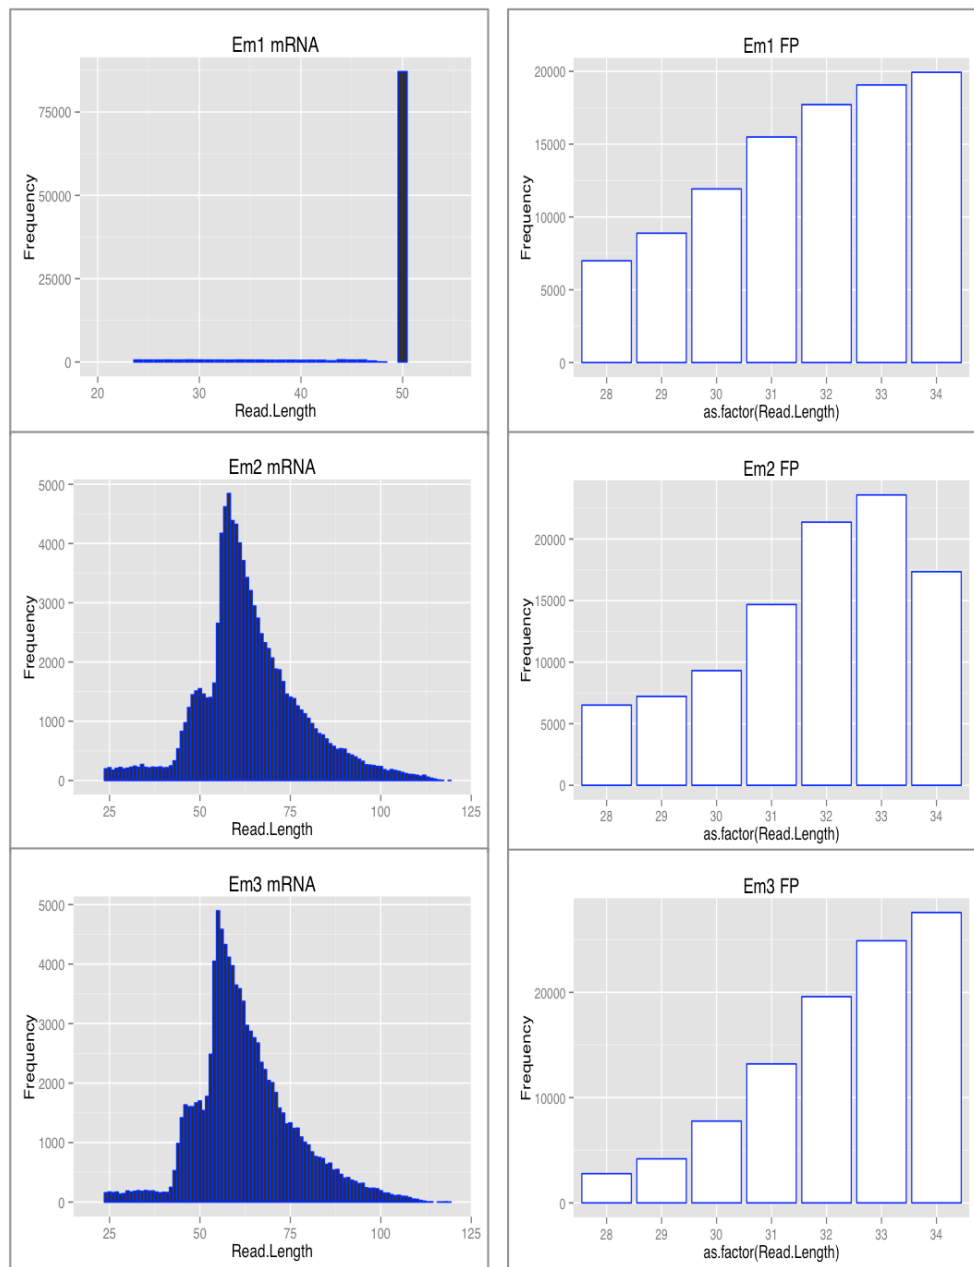 Em1 mRNA
Frequency
75000
50000
25000
0
20 30 40 50
Read.Length
Em1 FP
Frequency
20000
15000
10000
5000
0
28 29 30 31 32 33 34
as.factor(Read.Length)
Em2 mRNA
Frequency
5000
4000
3000
2000
1000
0
25 50 75 100 125
Read.Length
Em2 FP
Frequency
20000
15000
10000
5000
0
28 29 30 31 32 33 34
as.factor(Read.Length)
Em3 mRNA
Frequency
5000
4000
3000
2000
1000
0
25 50 75 100 125
Read.Length
Em3 FP
Frequency
20000
10000
0
28 29 30 31 32 33 34
as.factor(Read.Length)